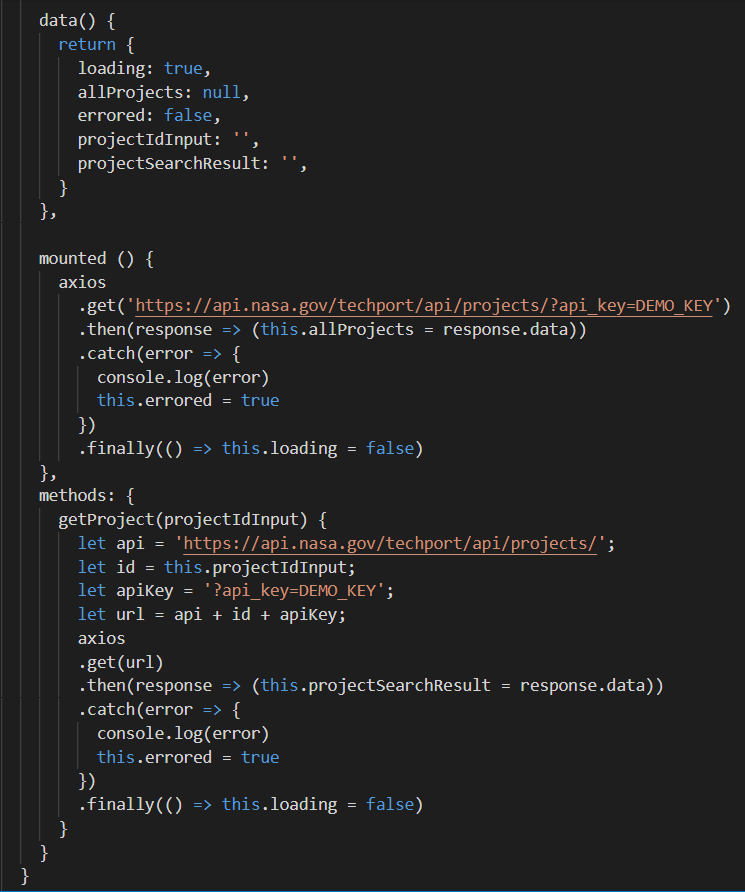 data() {
return {
loading: true,
allProjects: null,
errored: false,
projectIdInput: '',
projectSearchResult: '',
}
},
mounted () {
axios
.get('https://api.nasa.gov/techport/api/projects/?api_key=DEMO_KEY')
.then(response => (this.allProjects = response.data))
.catch(error => {
console.log(error)
this.errored = true
})
.finally(() => this.loading = false)
},
methods: {
getProject(projectIdInput) {
let api = 'https://api.nasa.gov/techport/api/projects/';
let id = this.projectIdInput;
let apiKey = '?api_key=DEMO_KEY';
let url = api + id + apiKey;
axios
.get(url)
.then(response => (this.projectSearchResult = response.data))
.catch(error => {
console.log(error)
this.errored = true
})
.finally(() => this.loading = false)
}
}
}